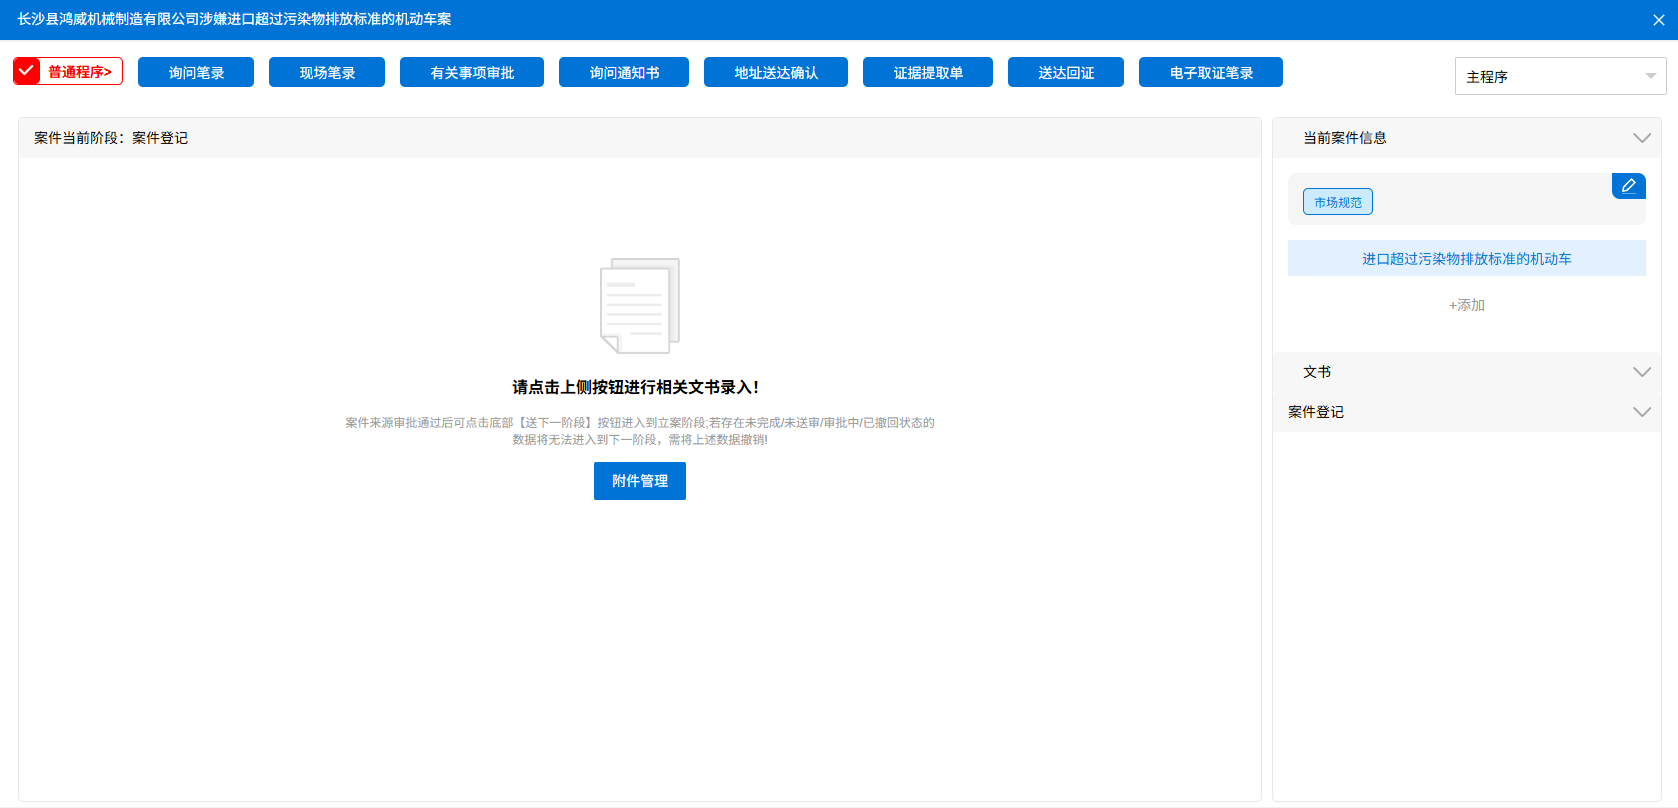 长沙县鸿威机械制造有限公司涉嫌进口超过污染物排放标准的机动车案
普通程序>
询问笔录
现场笔录
有关事项审批
询问通知书
地址送达确认
证据提取单
送达回证
电子取证笔录
主程序
案件当前阶段：案件登记
请点击上侧按钮进行相关文书录入！
案件来源审批通过后可点击底部【送下一阶段】按钮进入到立案阶段;若存在未完成/未送审/审批中/已撤回状态的
数据将无法进入到下一阶段，需将上述数据撤销!
附件管理
当前案件信息
市场规范
进口超过污染物排放标准的机动车
+添加
文书
案件登记